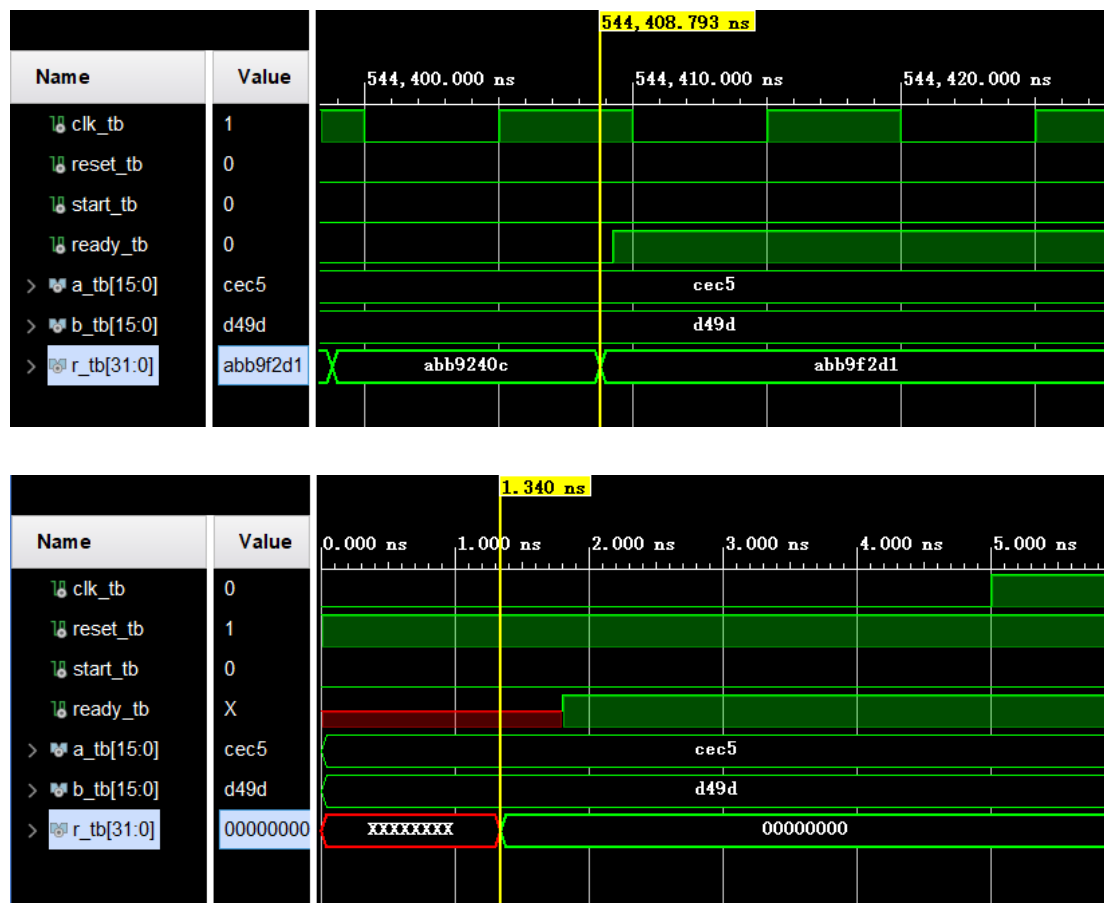 544,408.793 ns
Name Value 544,400.000 ns 544,410.000 ns 544,420.000 ns
clk_tb 1
reset_tb 0
start_tb 0
ready_tb 0
a_tb[15:0] cec5 cec5
b_tb[15:0] d49d d49d
r_tb[31:0] abb9f2d1 abb9240c abb9f2d1
1.340 ns
Name Value 0.000 ns 1.000 ns 2.000 ns 3.000 ns 4.000 ns 5.000 ns
clk_tb 0
reset_tb 1
start_tb 0
ready_tb X
a_tb[15:0] cec5 cec5
b_tb[15:0] d49d d49d
r_tb[31:0] 00000000 XXXXXXXX 00000000